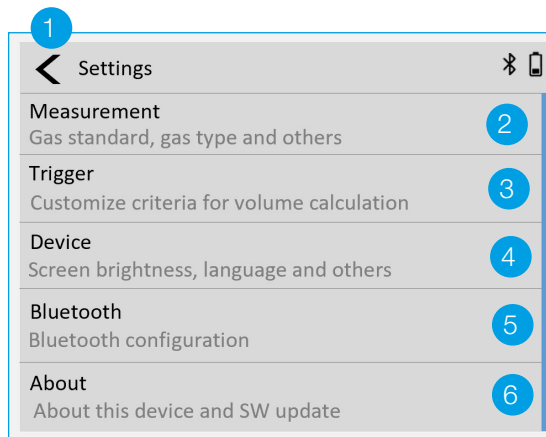 1
Settings
Measurement
Gas standard, gas type and others
2
Trigger
Customize criteria for volume calculation
3
Device
Screen brightness, language and others
4
Bluetooth
Bluetooth configuration
5
About
About this device and SW update
6